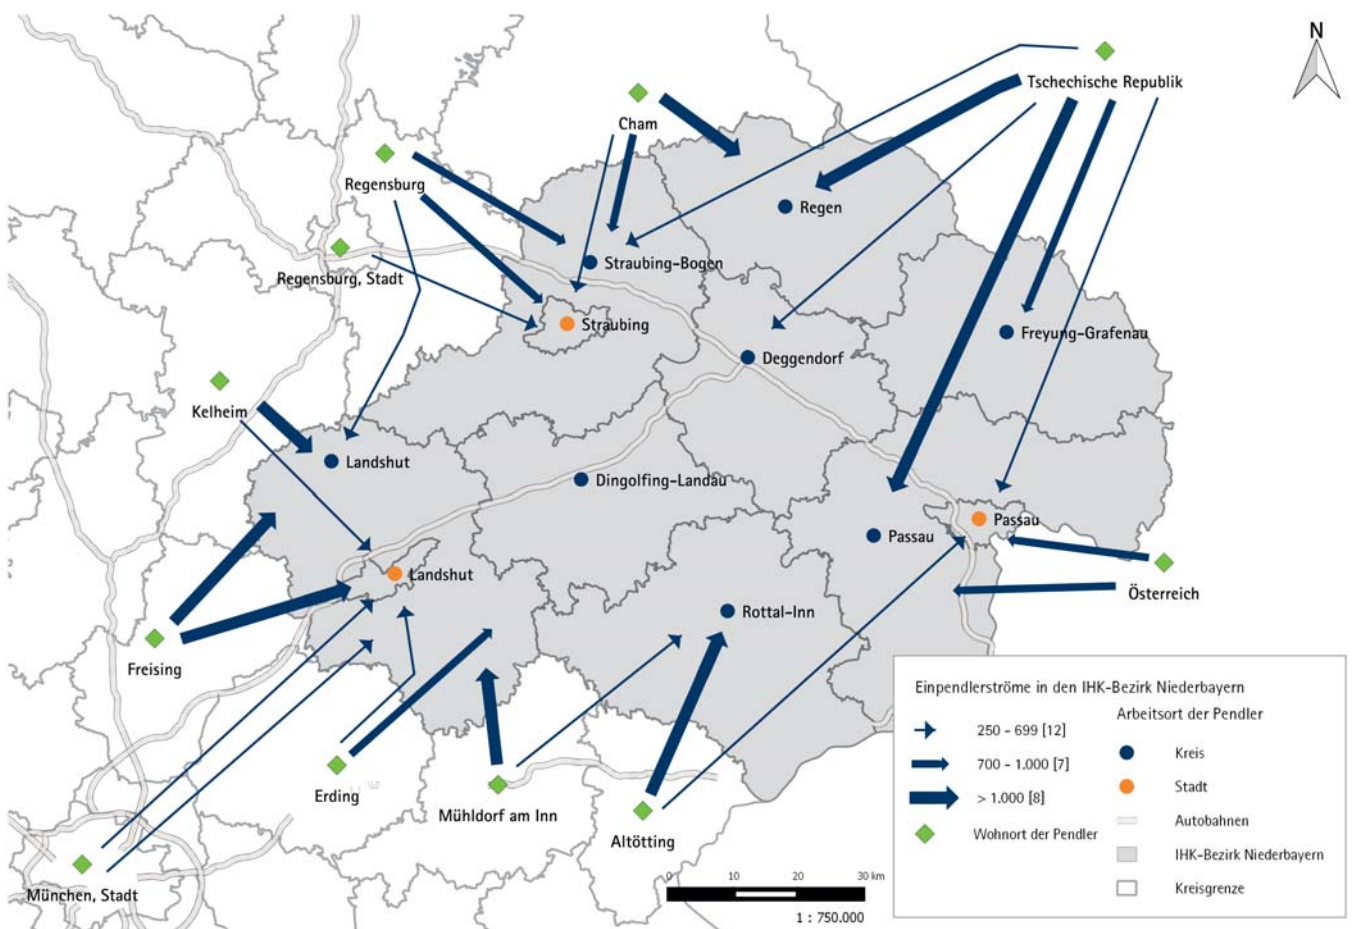 N
Tschechische Republik
Cham
Regensburg
Regen
Straubing-Bogen
Regensburg, Stadt
Straubing
Freyung-Grafenau
Deggendorf
Kelheim
Landshut
Dingolfing-Landau
Passau
Passau
Landshut
Österreich
Rottal-Inn
Freising
Erding
Mühldorf am Inn
Altötting
München, Stadt
0 10 20 30 km
1 : 750.000
Einpendlerströme in den IHK-Bezirk Niederbayern
250 - 699 [12]
700 - 1.000 [7]
> 1.000 [8]
Wohnort der Pendler
Arbeitsort der Pendler
Kreis
Stadt
Autobahnen
IHK-Bezirk Niederbayern
Kreisgrenze